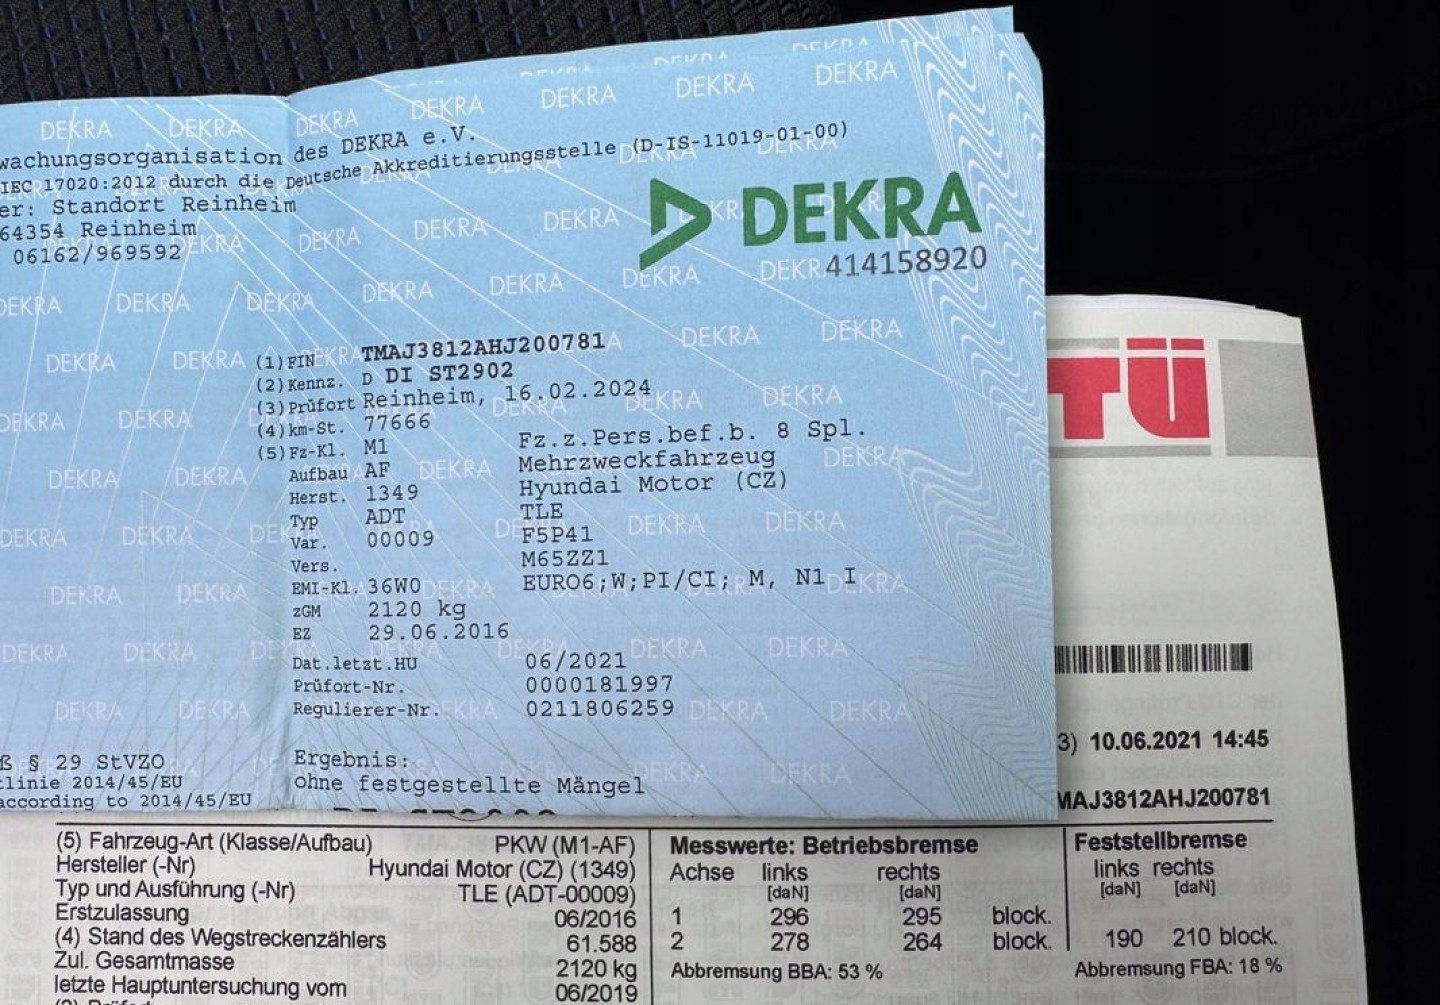 wachungsorganisation des DEKRA e.V.
IEC 17020:2012 durch die Deutsche Akkreditierungsstelle (D-IS-11019-01-00)
er: Standort Reinheim
64354 Reinheim
06162/969592
DEKRA
414158920
(1) FIN TMAJ3812AHJ200781
(2) Kennz. D DI ST2902
(3) Prüfort Reinheim, 16.02.2024
(4) km-St. 77666
(5) Fz-Kl. M1 Fz.z.Pers.bef.b. 8 Spl.
Aufbau AF Mehrzweckfahrzeug
Herst. 1349 Hyundai Motor (CZ)
Typ ADT TLE
Var. 00009 F5P41
Vers. M65ZZ1
EMI-Kl. 36W0 EURO6;W;PI/CI; M, N1 I
zGM 2120 kg
EZ 29.06.2016
Dat.letzt.HU 06/2021
Prüfort-Nr. 0000181997
Regulierer-Nr. 0211806259
ß § 29 StVZO
tlinie 2014/45/EU
according to 2014/45/EU
Ergebnis:
ohne festgestellte Mängel
TÜ
3) 10.06.2021 14:45
MAJ3812AHJ200781
(5) Fahrzeug-Art (Klasse/Aufbau) PKW (M1-AF)
Hersteller (-Nr) Hyundai Motor (CZ) (1349)
Typ und Ausführung (-Nr) TLE (ADT-00009)
Erstzulassung 06/2016
(4) Stand des Wegstreckenzählers 61.588
Zul. Gesamtmasse 2120 kg
letzte Hauptuntersuchung vom 06/2019
Messwerte: Betriebsbremse
Achse links rechts
[daN] [daN]
1 296 295 block.
2 278 264 block.
Abbremsung BBA: 53 %
Feststellbremse
links rechts
[daN] [daN]
190 210 block.
Abbremsung FBA: 18 %